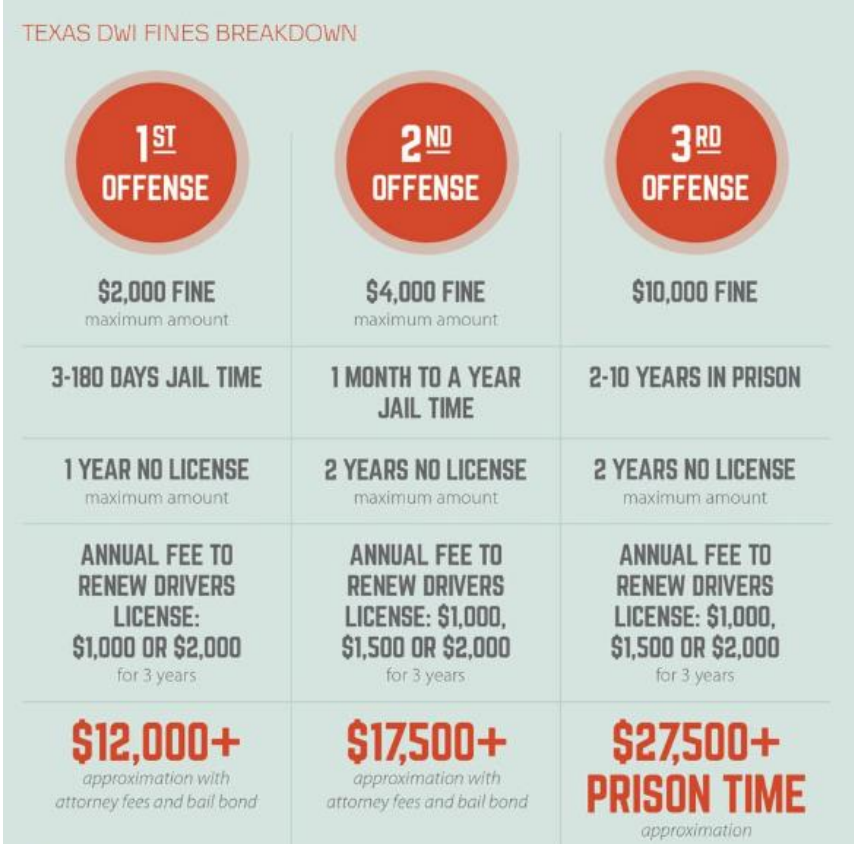 TEXAS DWI FINES BREAKDOWN
1ST
OFFENSE
$2,000 FINE
maximum amount
3-180 DAYS JAIL TIME
1 YEAR NO LICENSE
maximum amount
ANNUAL FEE TO
RENEW DRIVERS
LICENSE:
$1,000 OR $2,000
for 3 years
$12,000+
approximation with
attorney fees and bail bond
2ND
OFFENSE
$4,000 FINE
maximum amount
1 MONTH TO A YEAR
JAIL TIME
2 YEARS NO LICENSE
maximum amount
ANNUAL FEE TO
RENEW DRIVERS
LICENSE: $1,000,
$1,500 OR $2,000
for 3 years
$17,500+
approximation with
attorney fees and bail bond
3RD
OFFENSE
$10,000 FINE
2-10 YEARS IN PRISON
2 YEARS NO LICENSE
maximum amount
ANNUAL FEE TO
RENEW DRIVERS
LICENSE: $1,000,
$1,500 OR $2,000
for 3 years
$27,500+
PRISON TIME
approximation